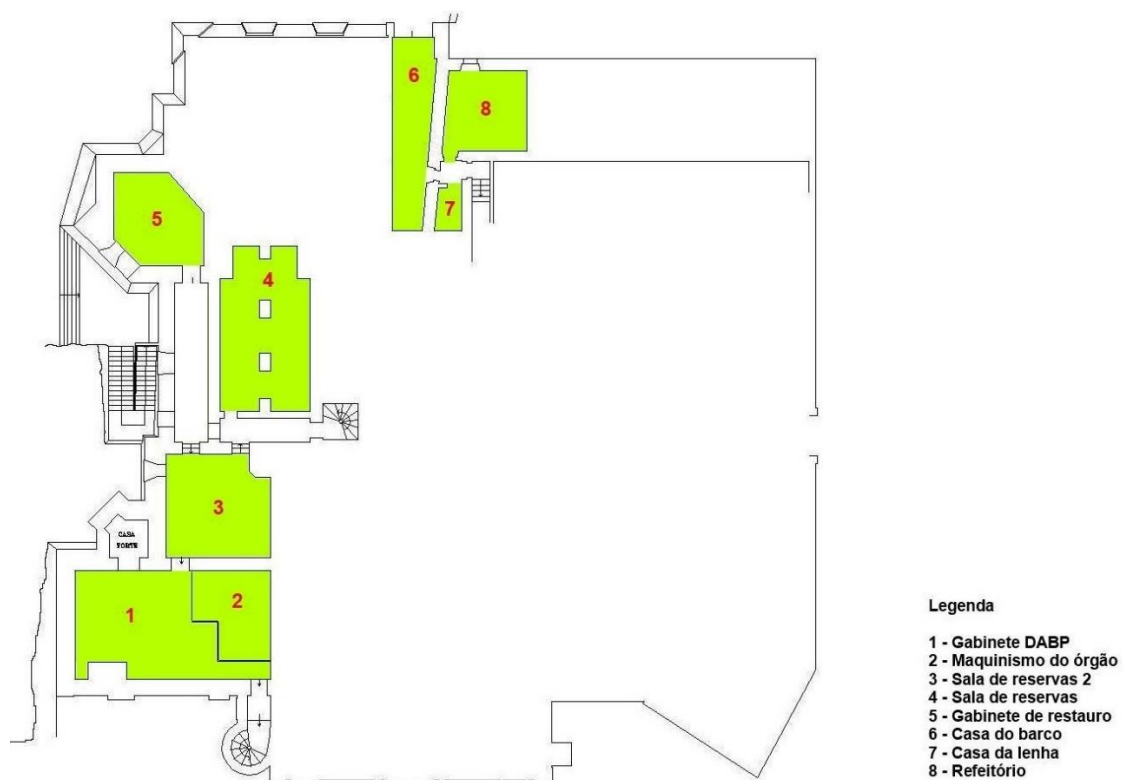 6
8
5
7
4
3
CASA
FORTE
1
2
Legenda
1 - Gabinete DABP
2 - Maquinismo do órgão
3 - Sala de reservas 2
4 - Sala de reservas
5 - Gabinete de restauro
6 - Casa do barco
7 - Casa da lenha
8 - Refeitório